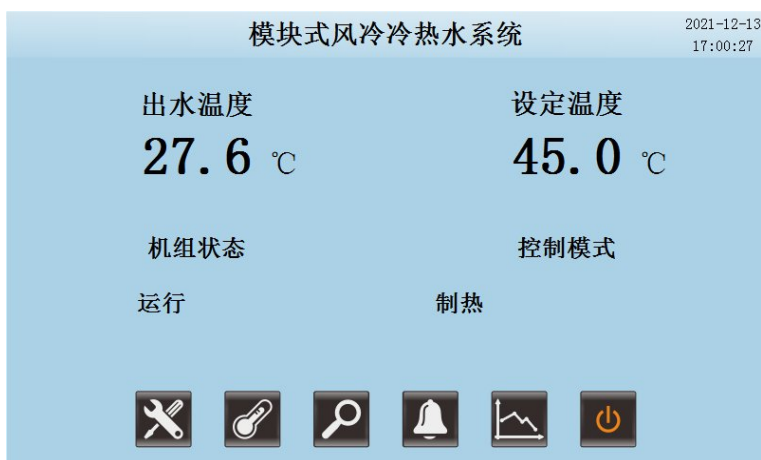 模块式风冷冷热水系统
2021-12-13
17:00:27
出水温度 设定温度
27.6 ℃ 45.0 ℃
机组状态 控制模式
运行 制热